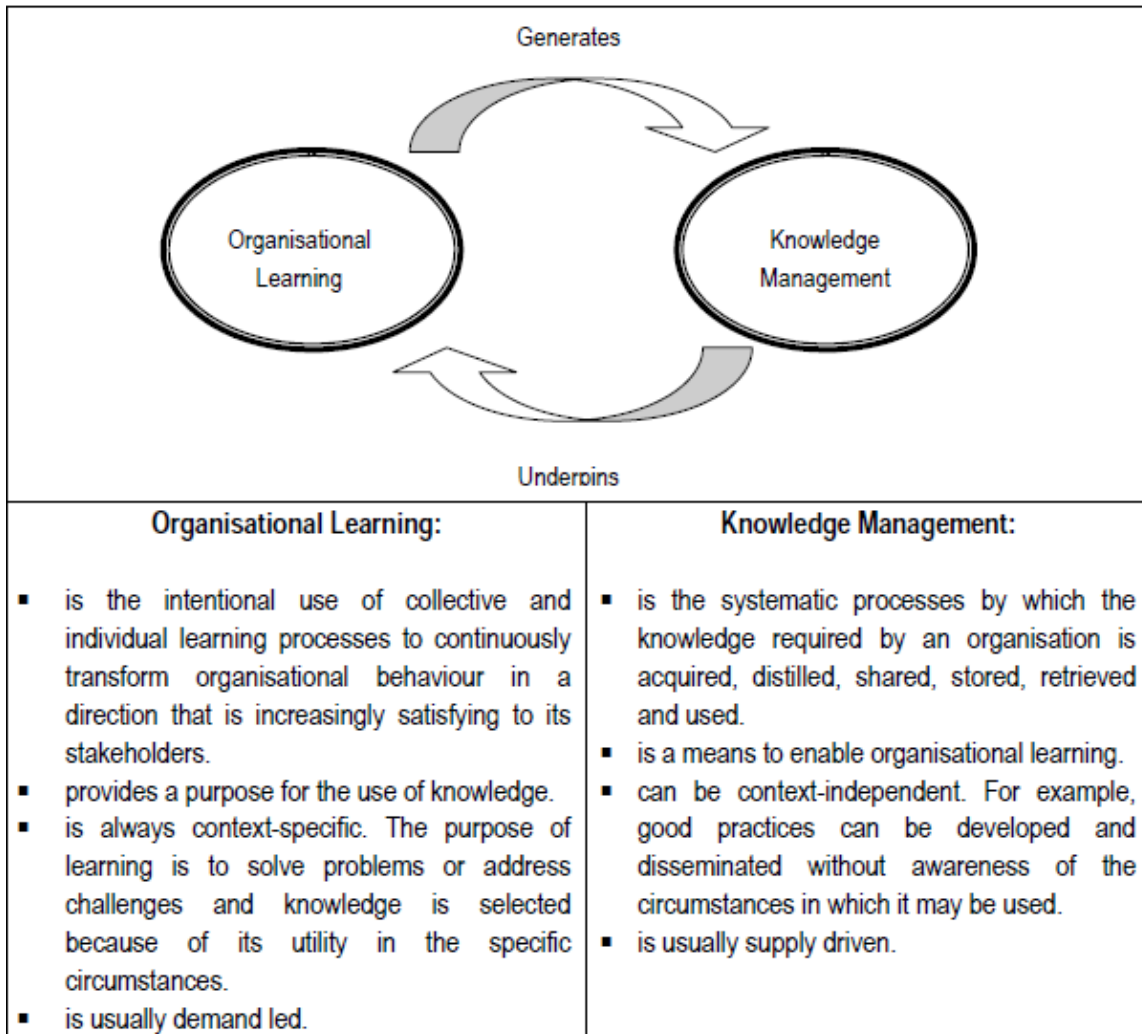 Generates
Organisational
Learning
Knowledge
Management
Underpins
Organisational Learning:
▪ is the intentional use of collective and
individual learning processes to continuously
transform organisational behaviour in a
direction that is increasingly satisfying to its
stakeholders.
▪ provides a purpose for the use of knowledge.
▪ is always context-specific. The purpose of
learning is to solve problems or address
challenges and knowledge is selected
because of its utility in the specific
circumstances.
▪ is usually demand led.
Knowledge Management:
▪ is the systematic processes by which the
knowledge required by an organisation is
acquired, distilled, shared, stored, retrieved
and used.
▪ is a means to enable organisational learning.
▪ can be context-independent. For example,
good practices can be developed and
disseminated without awareness of the
circumstances in which it may be used.
▪ is usually supply driven.